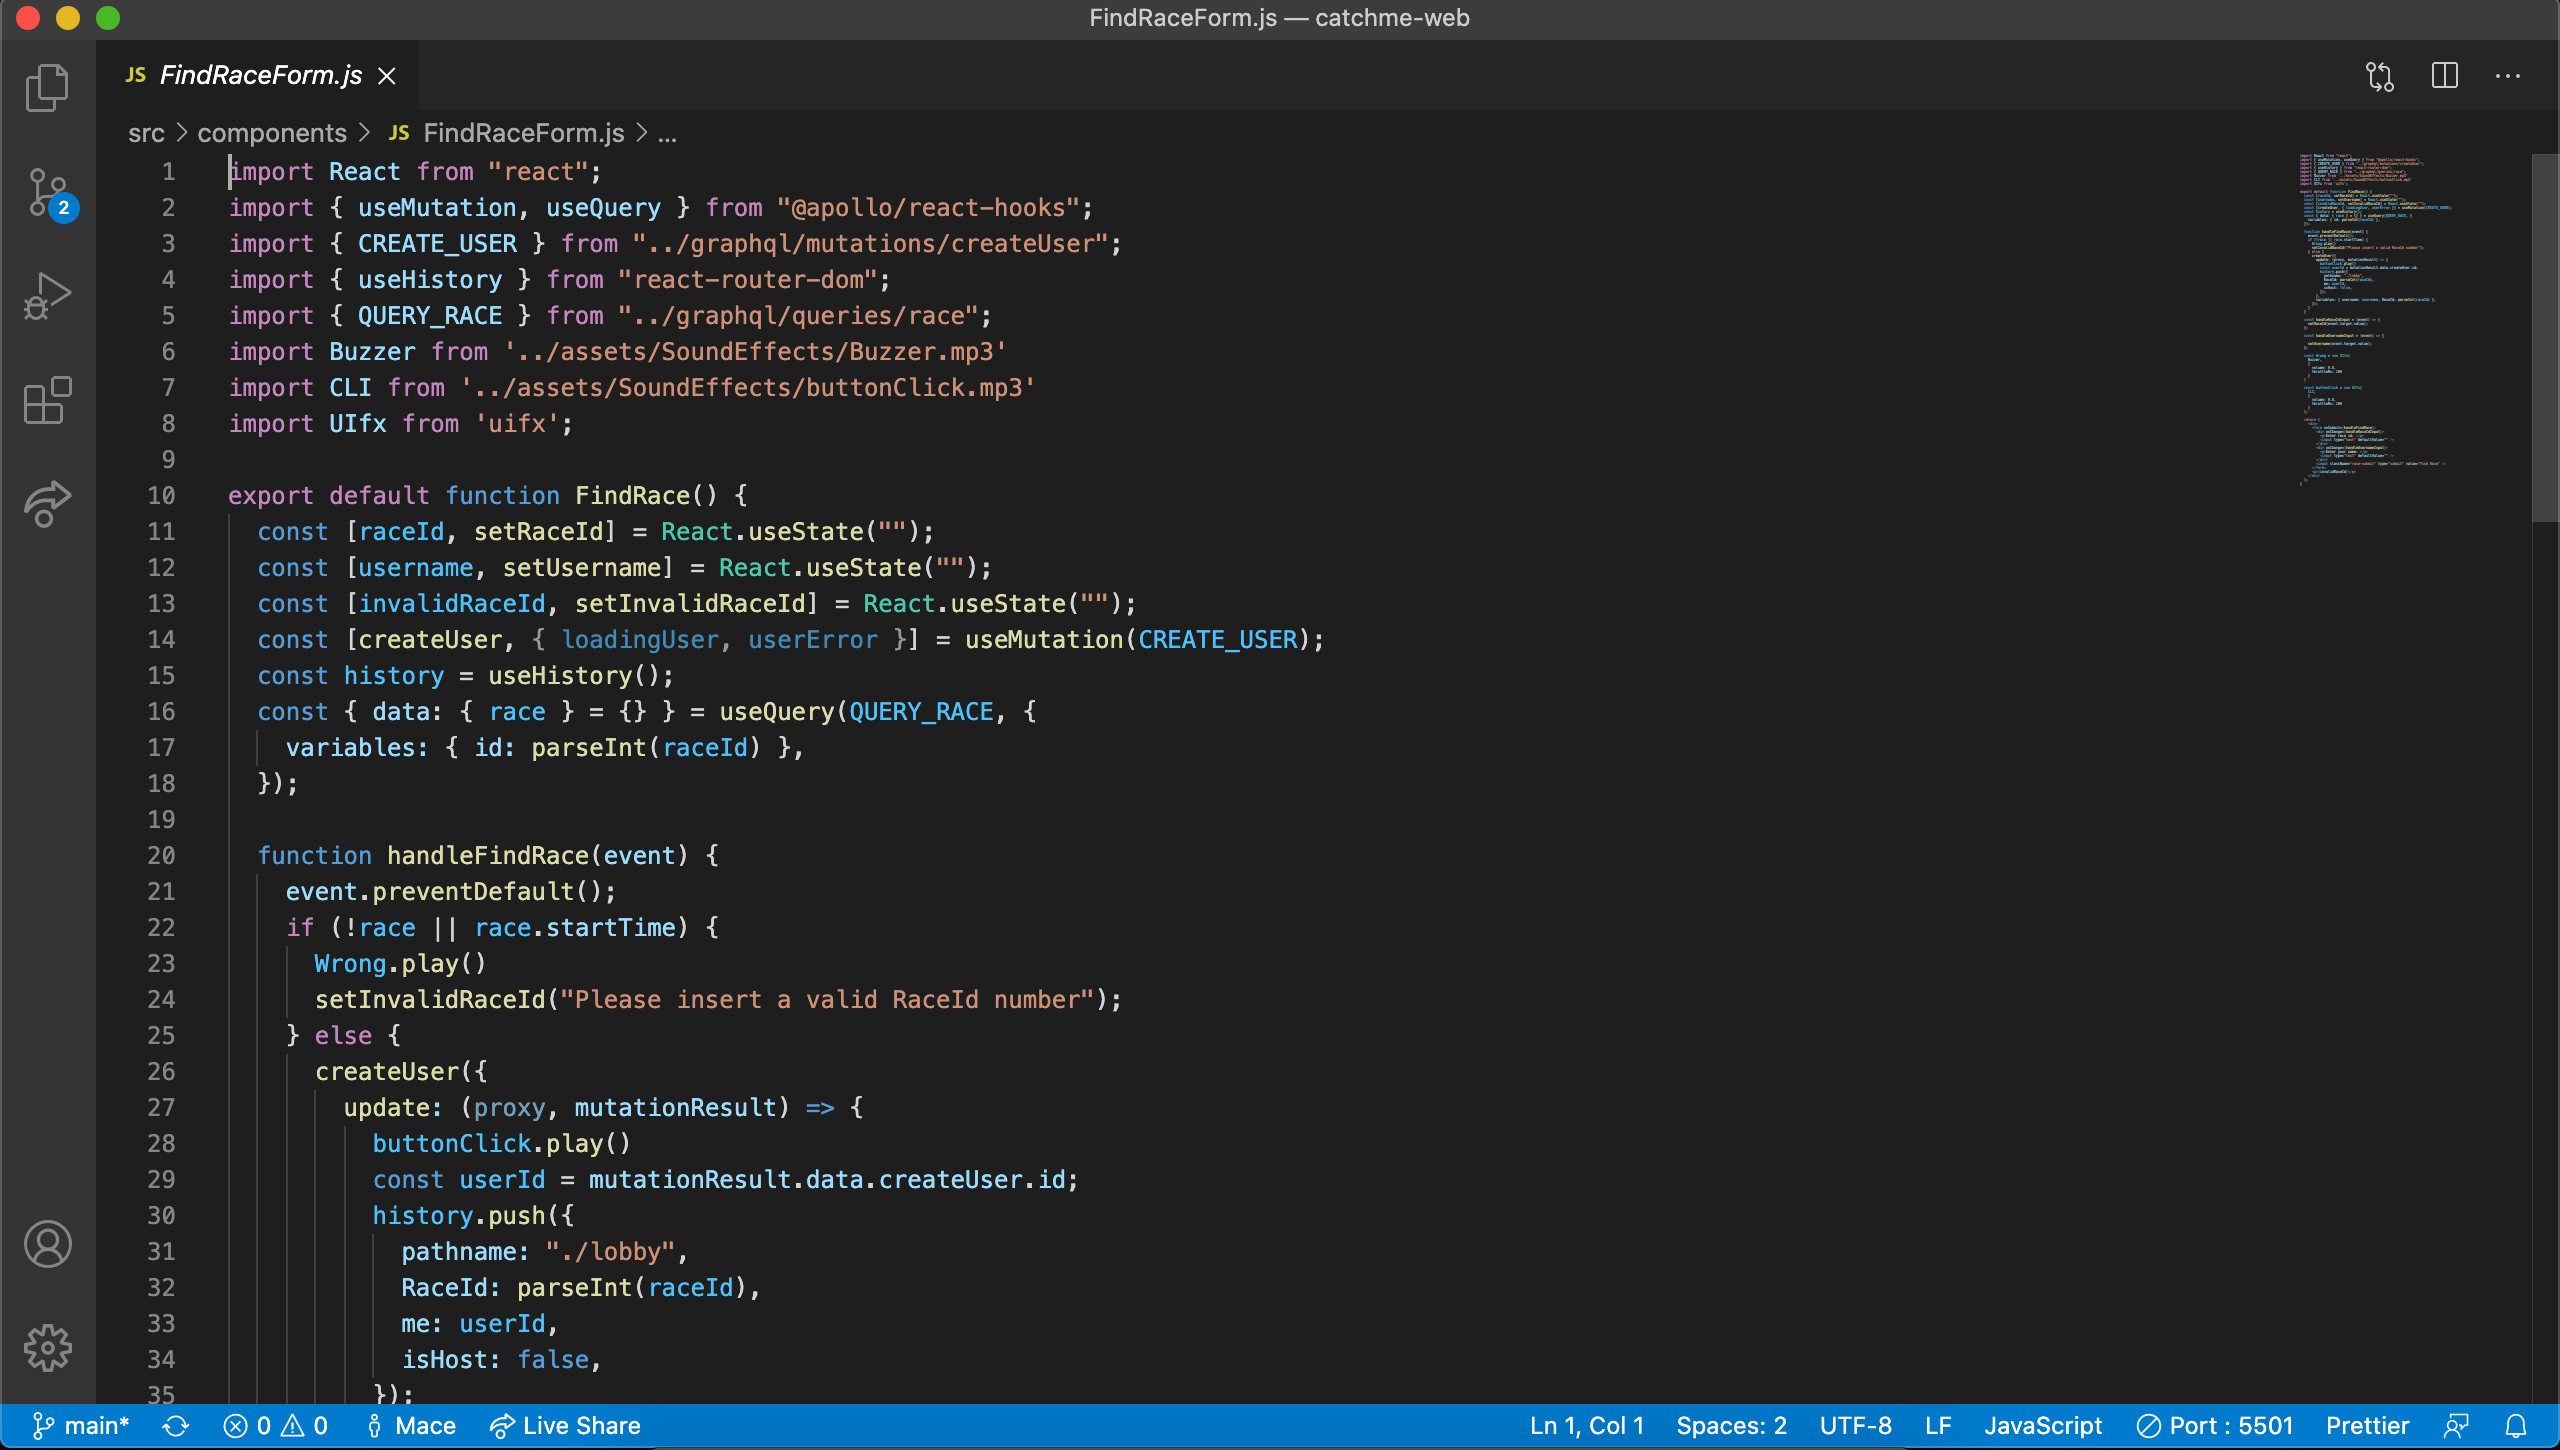 FindRaceForm.js — catchme-web
JS FindRaceForm.js
src > components > JS FindRaceForm.js > ...
1 import React from "react";
2 import { useMutation, useQuery } from "@apollo/react-hooks";
3 import { CREATE_USER } from "../graphql/mutations/createUser";
4 import { useHistory } from "react-router-dom";
5 import { QUERY_RACE } from "../graphql/queries/race";
6 import Buzzer from '../assets/SoundEffects/Buzzer.mp3'
7 import CLI from '../assets/SoundEffects/buttonClick.mp3'
8 import UIfx from 'uifx';
9
10 export default function FindRace() {
11 const [raceId, setRaceId] = React.useState("");
12 const [username, setUsername] = React.useState("");
13 const [invalidRaceId, setInvalidRaceId] = React.useState("");
14 const [createUser, { loadingUser, userError }] = useMutation(CREATE_USER);
15 const history = useHistory();
16 const { data: { race } = {} } = useQuery(QUERY_RACE, {
17 variables: { id: parseInt(raceId) },
18 });
19
20 function handleFindRace(event) {
21 event.preventDefault();
22 if (!race || race.startTime) {
23 Wrong.play()
24 setInvalidRaceId("Please insert a valid RaceId number");
25 } else {
26 createUser({
27 update: (proxy, mutationResult) => {
28 buttonClick.play()
29 const userId = mutationResult.data.createUser.id;
30 history.push({
31 pathname: "./lobby",
32 RaceId: parseInt(raceId),
33 me: userId,
34 isHost: false,
35 });
2
main* 0 0 Mace Live Share Ln 1, Col 1 Spaces: 2 UTF-8 LF JavaScript Port : 5501 Prettier